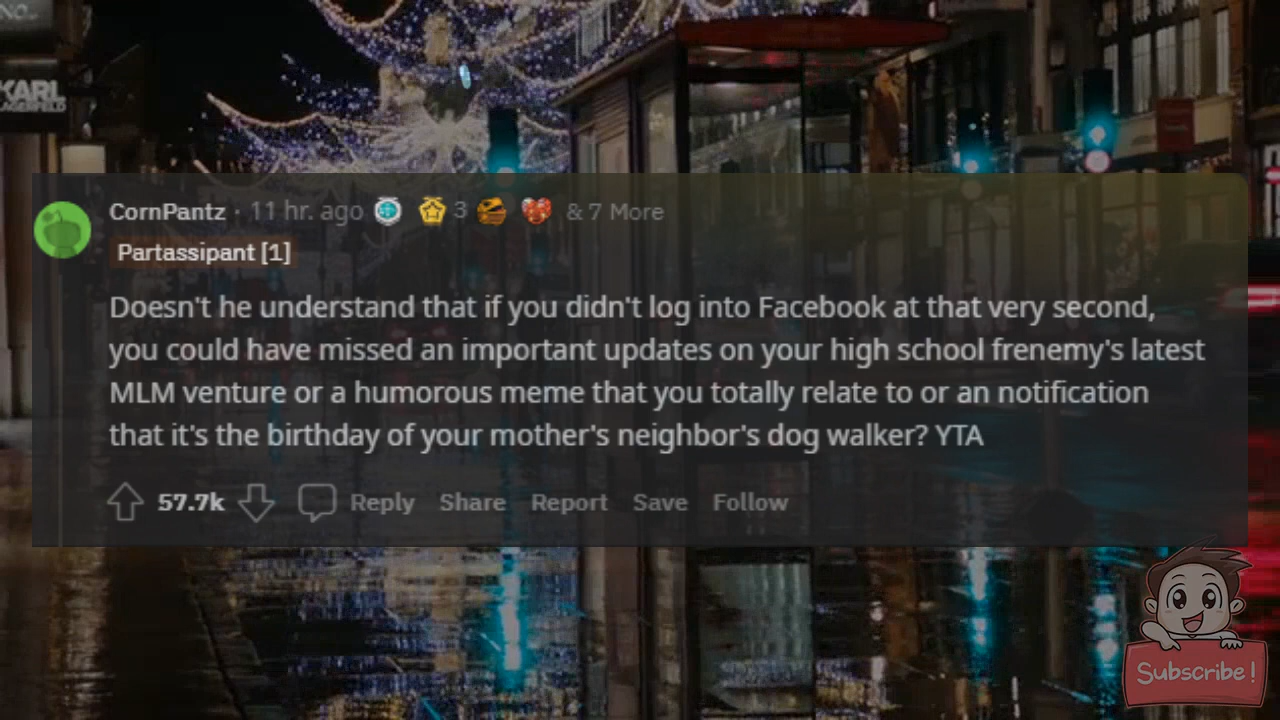 NO..
KARL
LAGERFELD
CornPantz · 11 hr. ago 3 & 7 More
Partassipant [1]
Doesn't he understand that if you didn't log into Facebook at that very second,
you could have missed an important updates on your high school frenemy's latest
MLM venture or a humorous meme that you totally relate to or an notification
that it's the birthday of your mother's neighbor's dog walker? YTA
57.7k Reply Share Report Save Follow
Subscribe!